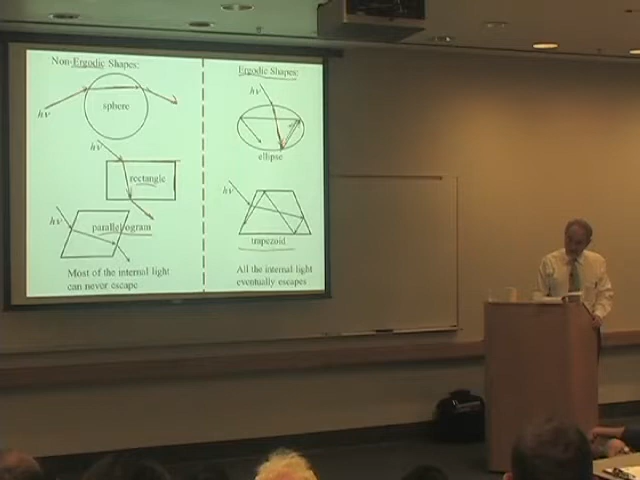 Non-Ergodic Shapes:
hν
sphere
hν
rectangle
hν
parallelogram
Most of the internal light
can never escape
Ergodic Shapes:
hν
ellipse
hν
trapezoid
All the internal light
eventually escapes